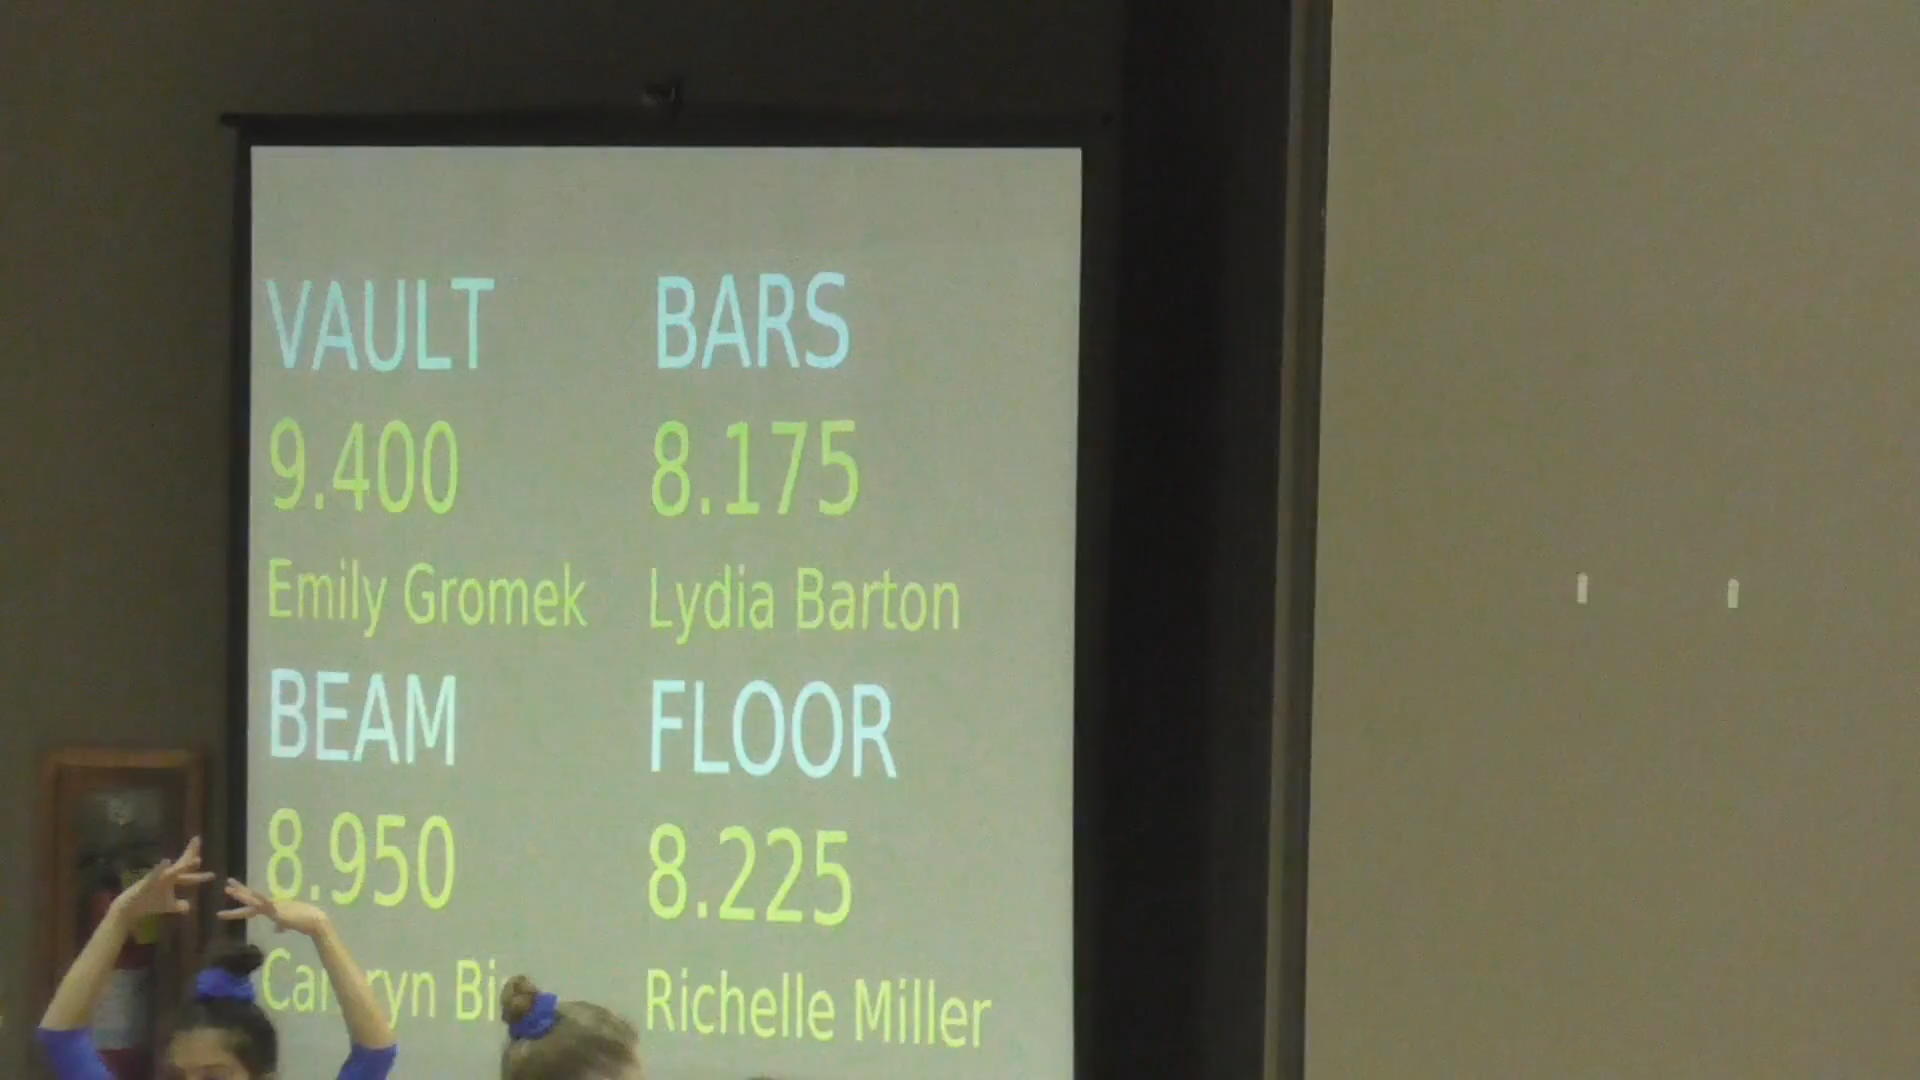 VAULT BARS
9.400 8.175
Emily Gromek Lydia Barton
BEAM FLOOR
8.950 8.225
Richelle Miller